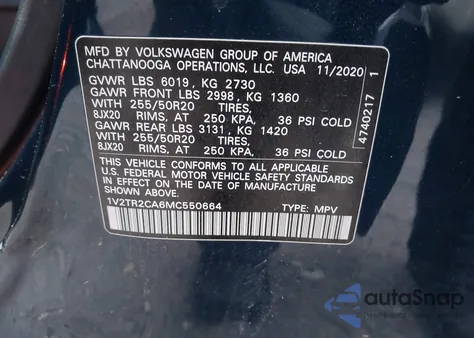 MFD BY VOLKSWAGEN GROUP OF AMERICA
CHATTANOOGA OPERATIONS, LLC. USA 11/2020
GVWR LBS 6019, KG 2730
GAWR FRONT LBS 2998, KG 1360
WITH 255/50R20 TIRES,
8JX20 RIMS, AT 250 KPA, 36 PSI COLD
GAWR REAR LBS 3131, KG 1420
WITH 255/50R20 TIRES,
8JX20 RIMS, AT 250 KPA, 36 PSI COLD
THIS VEHICLE CONFORMS TO ALL APPLICABLE
U.S. FEDERAL MOTOR VEHICLE SAFETY
STANDARDS IN EFFECT ON THE DATE OF MANUFACTURE
SHOWN ABOVE.
1V2TR2CA6MC550664 TYPE: MPV
4740217 1
autoSnap